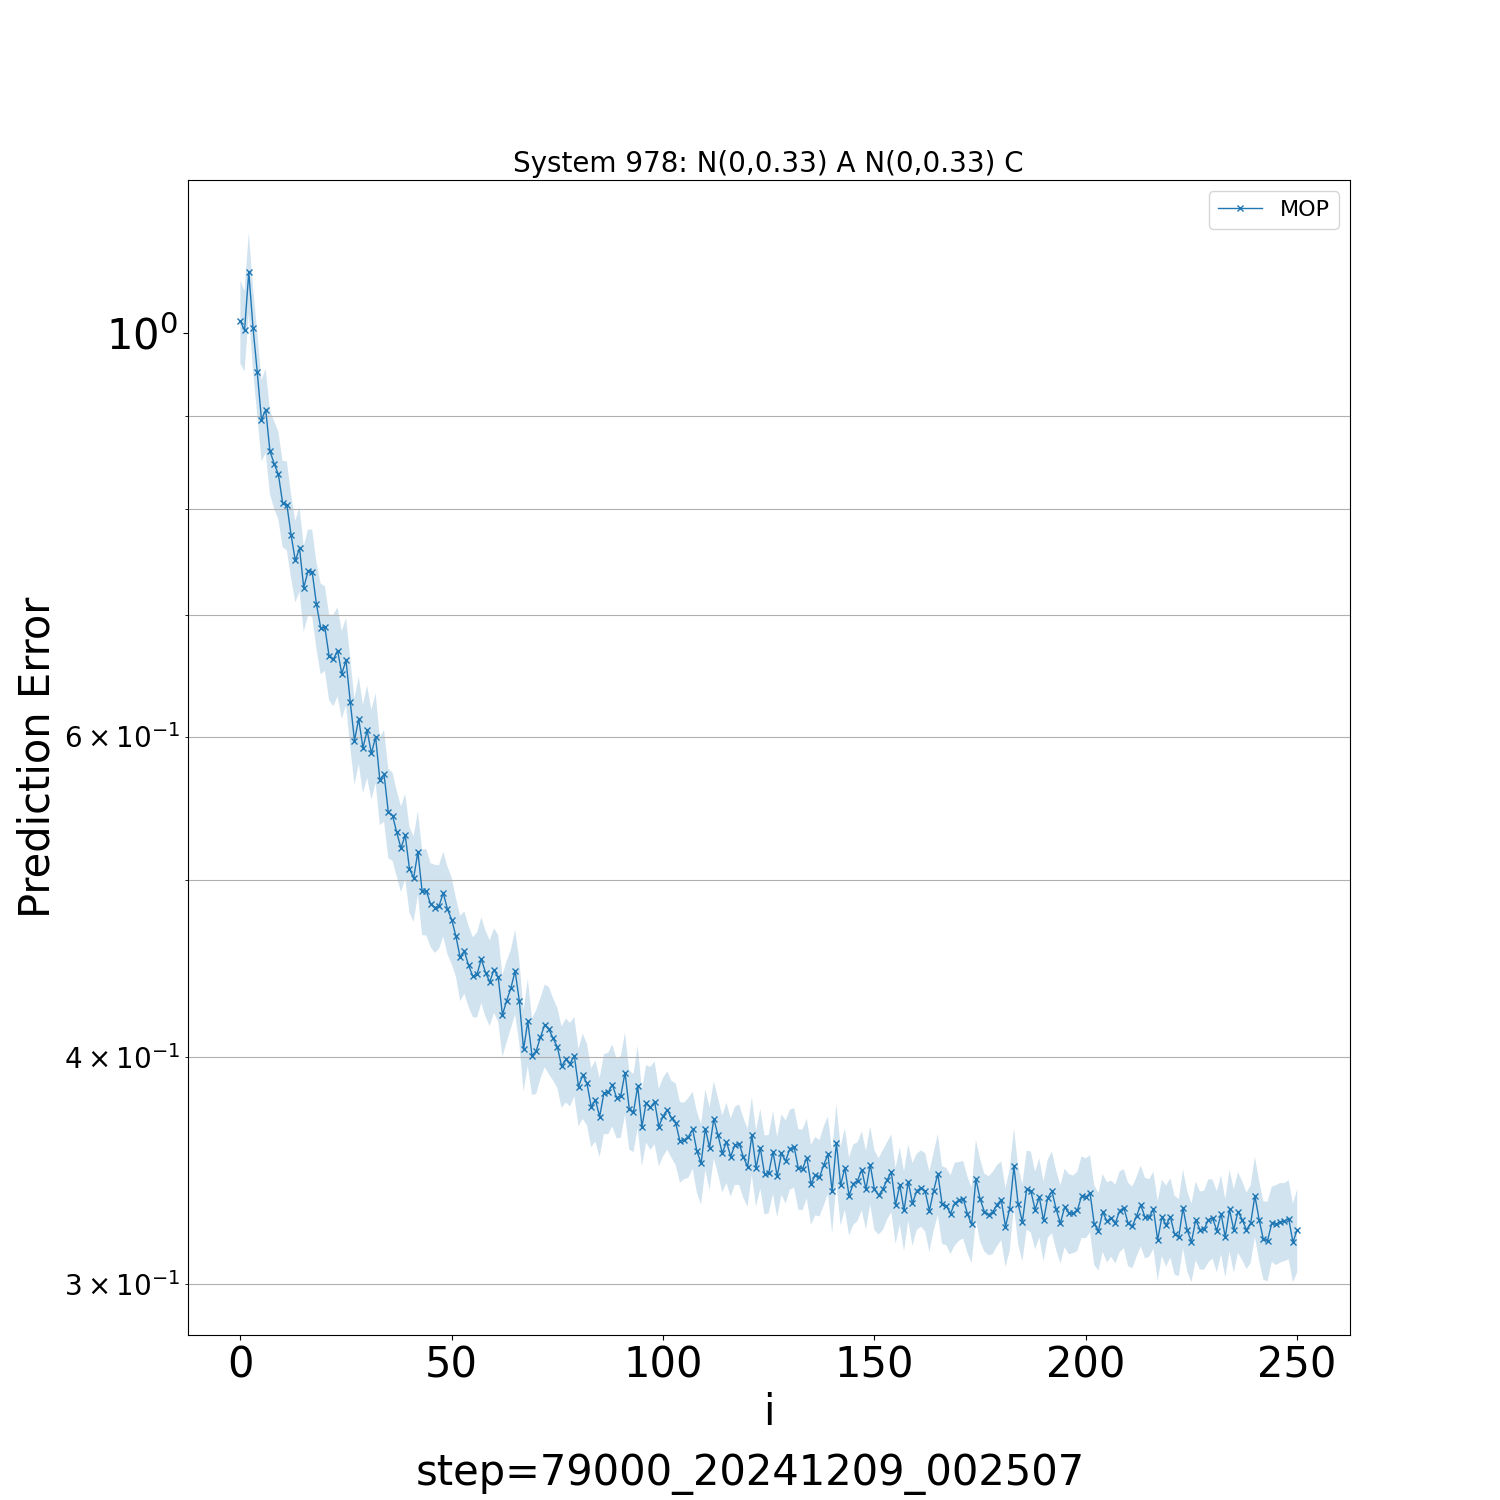 System 978: N(0,0.33) A N(0,0.33) C
MOP
10⁰
6 × 10⁻¹
4 × 10⁻¹
3 × 10⁻¹
Prediction Error
0 50 100 150 200 250
i
step=79000_20241209_002507